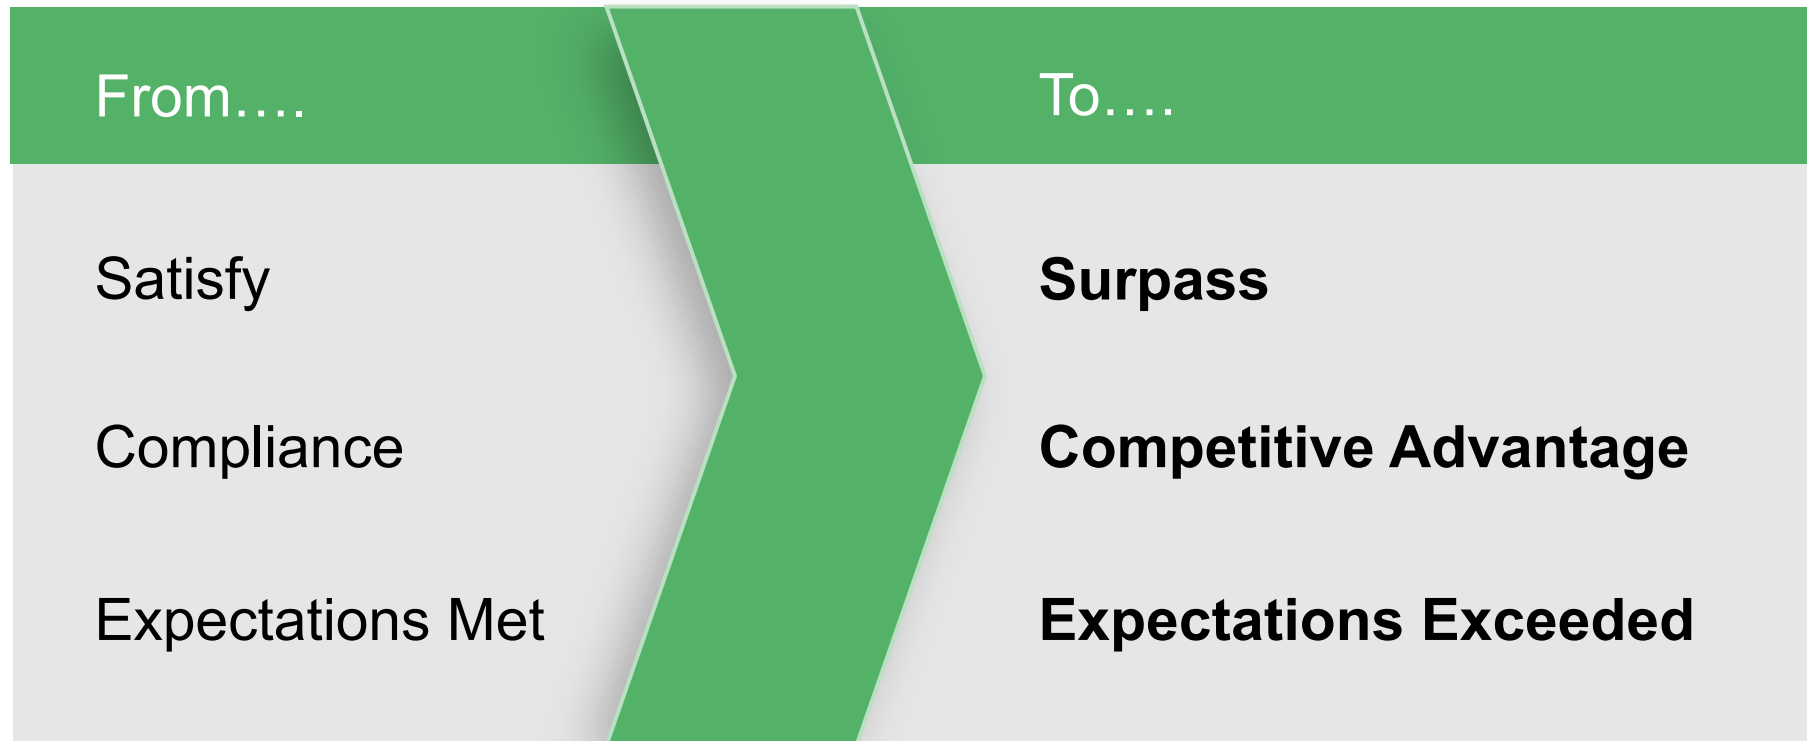 From…. To….
Satisfy Surpass
Compliance Competitive Advantage
Expectations Met Expectations Exceeded